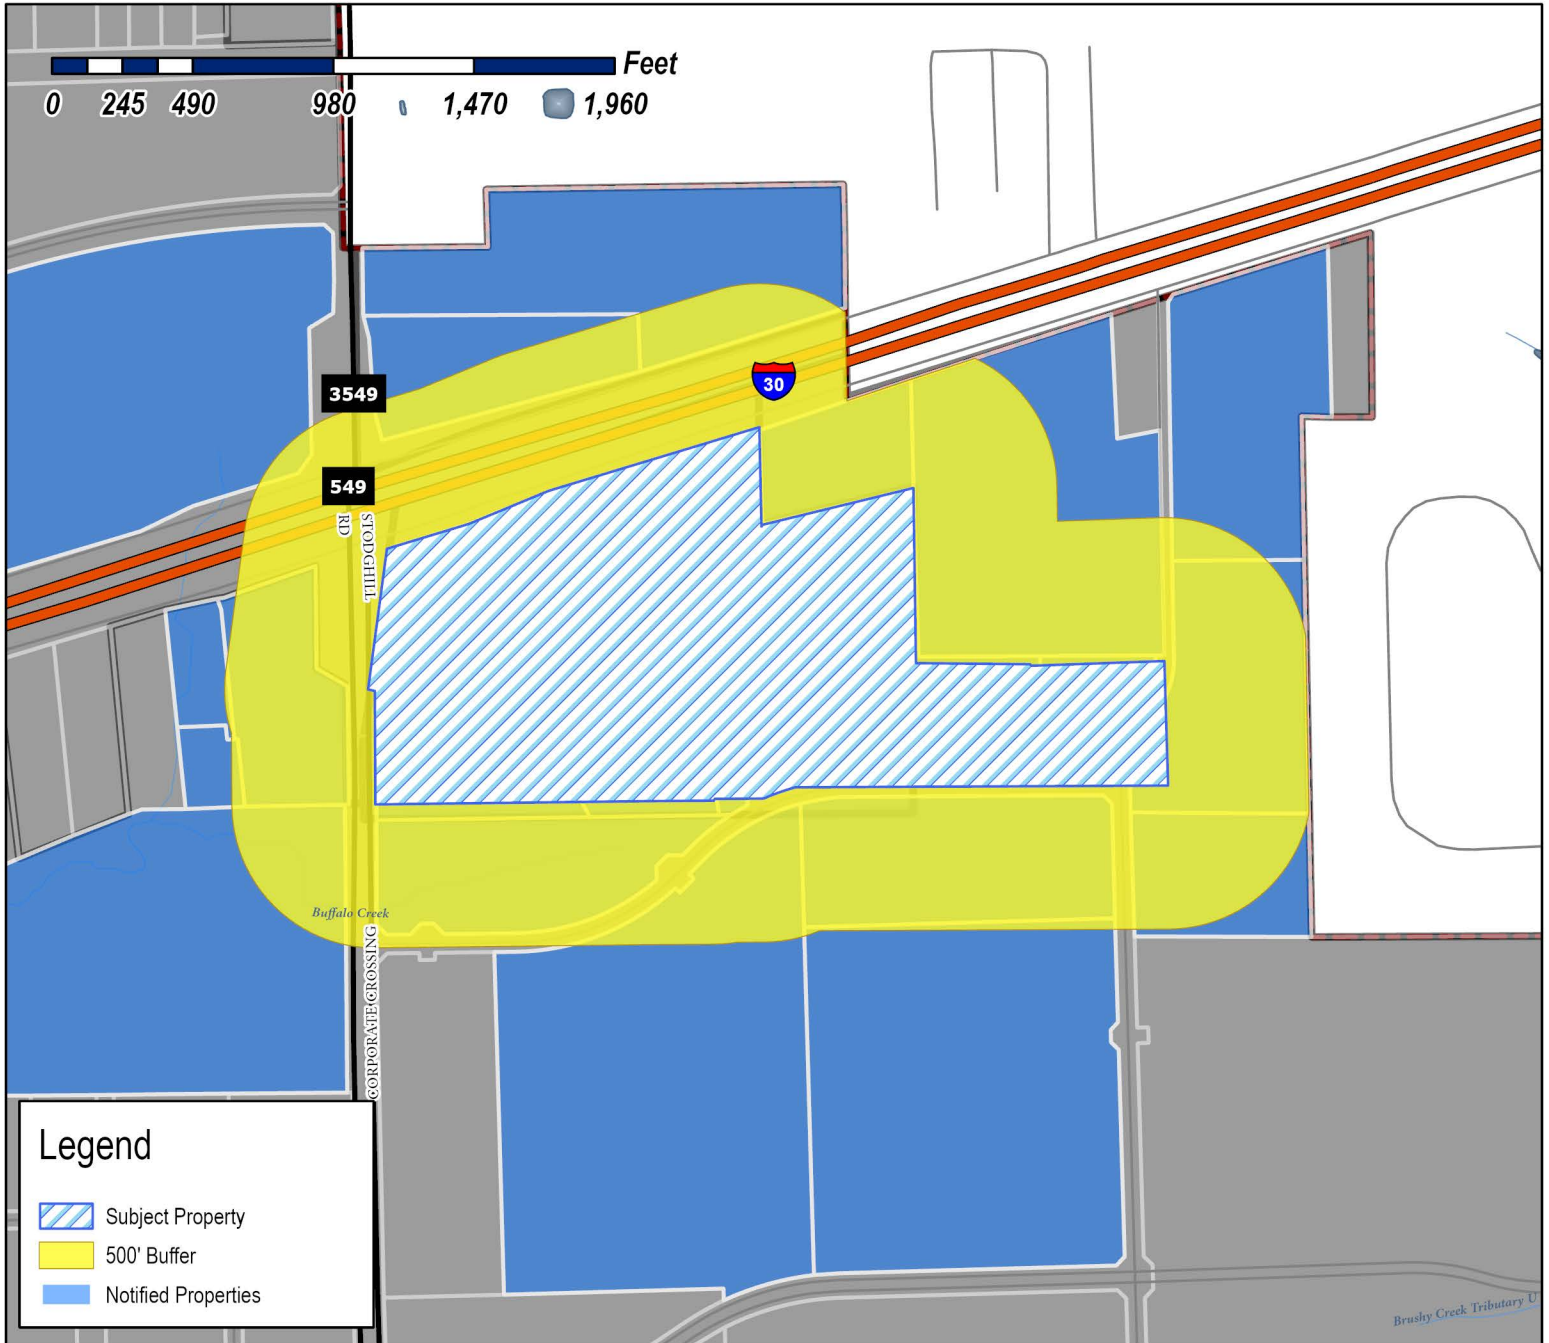 Feet
0 245 490 980 1,470 1,960
30
3549
549
STODGHILL
RD
Buffalo Creek
CORPORATE CROSSING
Legend
Subject Property
500' Buffer
Notified Properties
Brushy Creek Tributary U